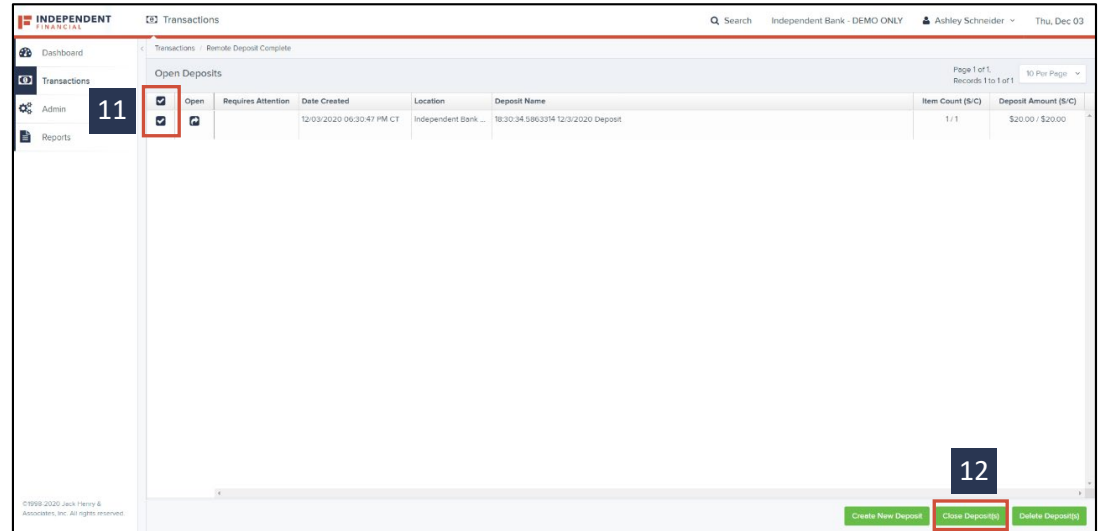 INDEPENDENT
FINANCIAL
Transactions
Search
Independent Bank - DEMO ONLY
Ashley Schneider
Thu, Dec 03
Dashboard
Transactions
Admin
Reports
11
Transactions / Remote Deposit Complete
Open Deposits
Page 1 of 1,
Records 1 to 1 of 1
10 Per Page
Open Requires Attention Date Created Location Deposit Name Item Count (S/C) Deposit Amount (S/C)
12/03/2020 06:30:47 PM CT Independent Bank ... 18:30:34.5863314 12/3/2020 Deposit 1 / 1 $20.00 / $20.00
12
Create New Deposit Close Deposit(s) Delete Deposit(s)
©1998-2020 Jack Henry &
Associates, Inc. All rights reserved.